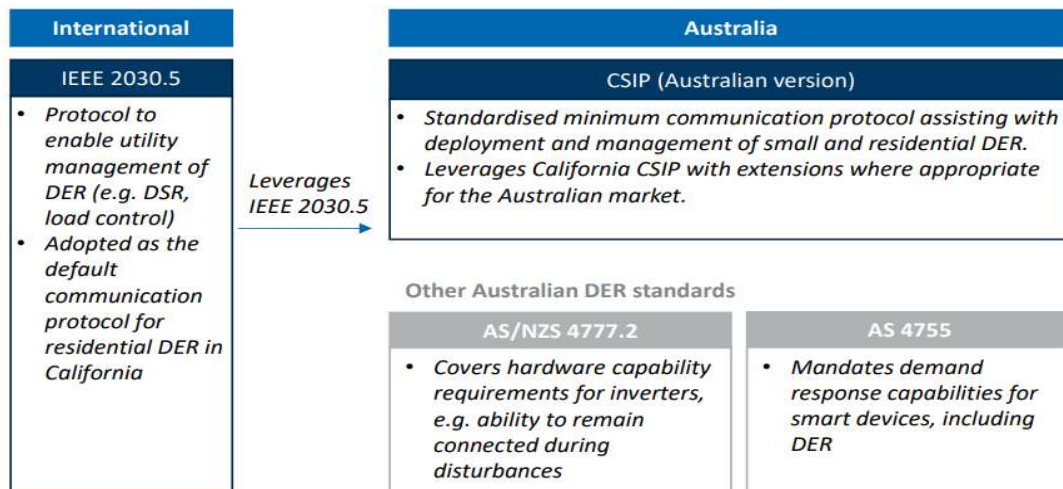 International
IEEE 2030.5
• Protocol to
enable utility
management of
DER (e.g. DSR,
load control)
• Adopted as the
default
communication
protocol for
residential DER in
California
Leverages
IEEE 2030.5
Australia
CSIP (Australian version)
• Standardised minimum communication protocol assisting with
deployment and management of small and residential DER.
• Leverages California CSIP with extensions where appropriate
for the Australian market.
Other Australian DER standards
AS/NZS 4777.2
• Covers hardware capability
requirements for inverters,
e.g. ability to remain
connected during
disturbances
AS 4755
• Mandates demand
response capabilities for
smart devices, including
DER